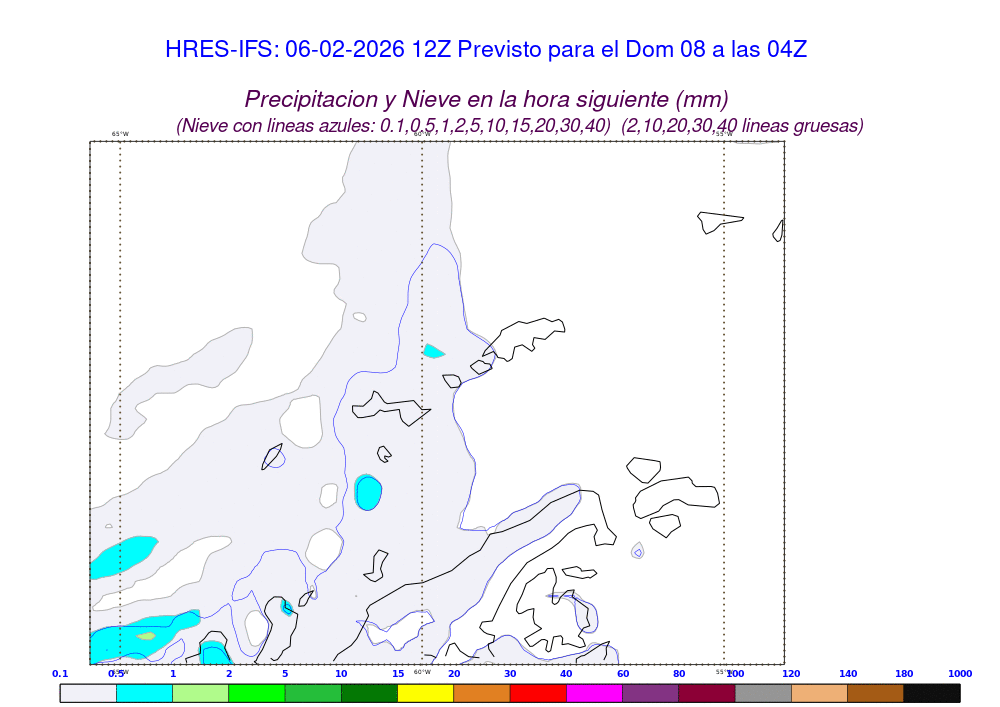 HRES-IFS: 06-02-2026 12Z Previsto para el Dom 08 a las 04Z
Precipitacion y Nieve en la hora siguiente (mm)
(Nieve con lineas azules: 0.1,0.5,1,2,5,10,15,20,30,40)  (2,10,20,30,40 lineas gruesas)
65°W 60°W 55°W
65°W 60°W 55°W
0.1 0.5 1 2 5 10 15 20 30 40 60 80 100 120 140 180 1000